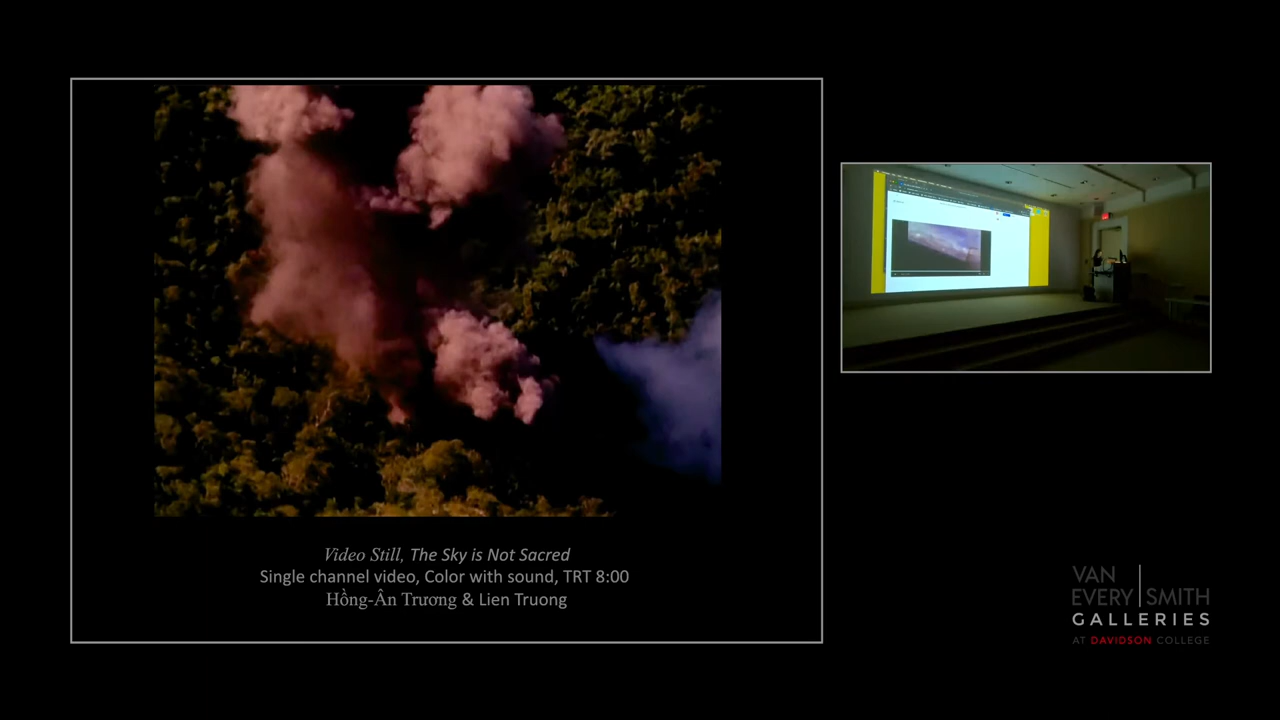 Video Still, The Sky is Not Sacred
Single channel video, Color with sound, TRT 8:00
Hồng-Ân Trương & Lien Truong
VAN EVERY | SMITH
GALLERIES
AT DAVIDSON COLLEGE